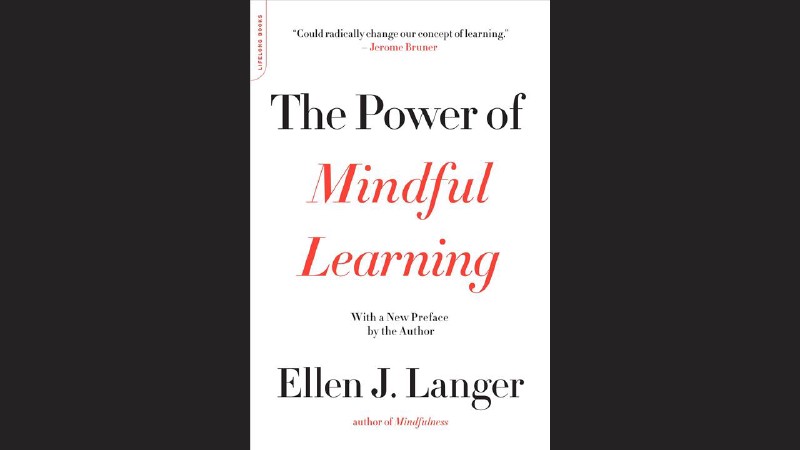 LIFELONG BOOKS
“Could radically change our concept of learning.”
– Jerome Bruner
The Power of
Mindful
Learning
With a New Preface
by the Author
Ellen J. Langer
author of Mindfulness